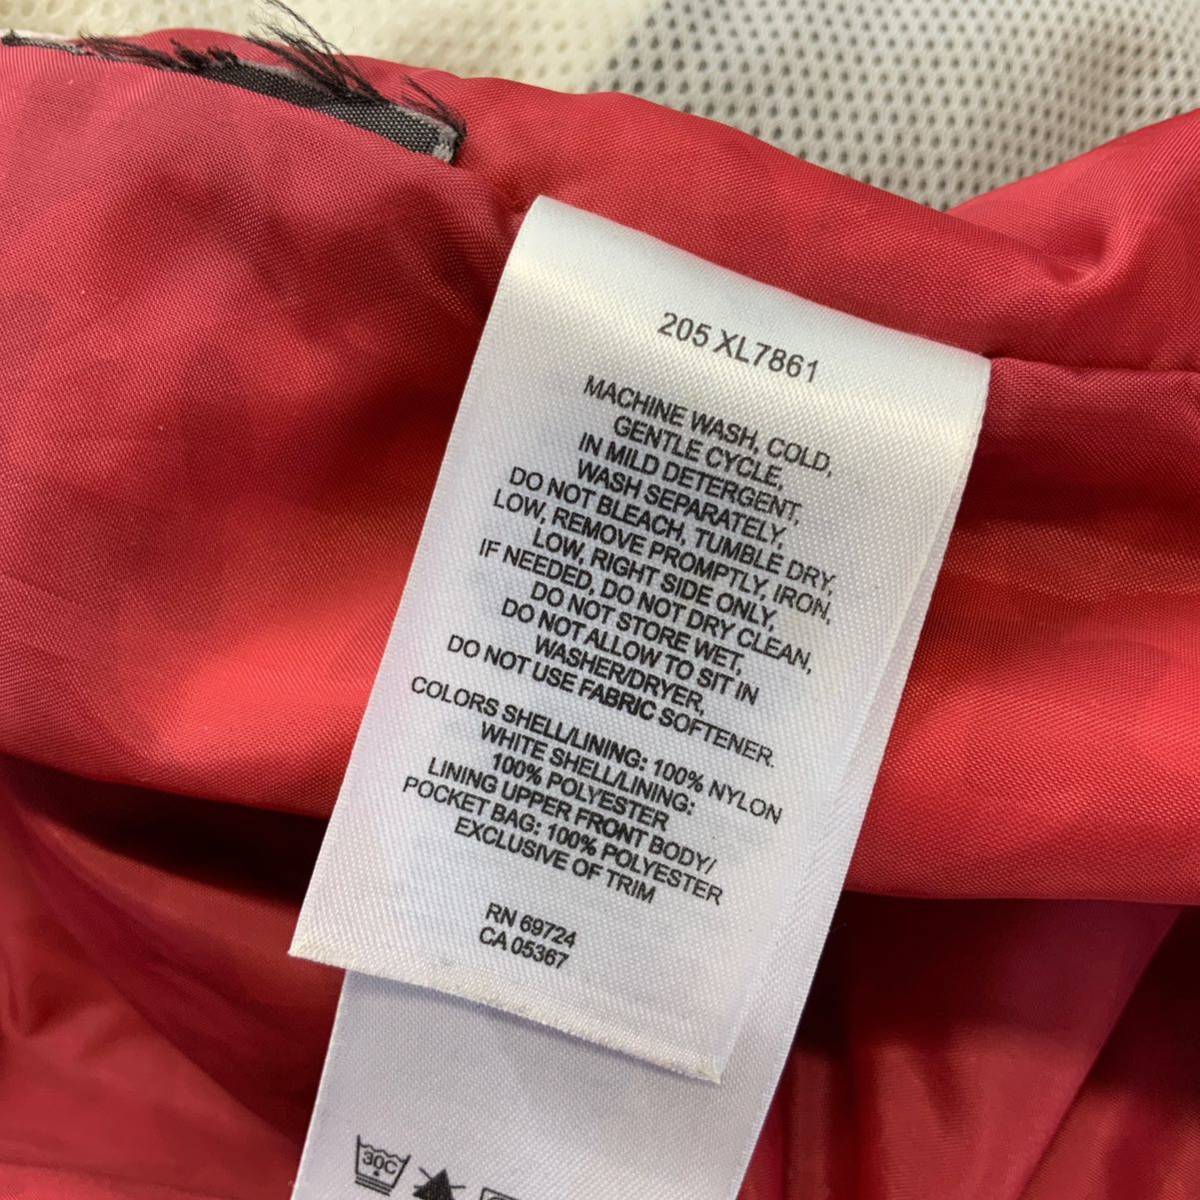 205 XL7861
MACHINE WASH, COLD,
GENTLE CYCLE,
IN MILD DETERGENT,
WASH SEPARATELY,
DO NOT BLEACH, TUMBLE DRY,
LOW, REMOVE PROMPTLY, IRON,
LOW, RIGHT SIDE ONLY,
IF NEEDED, DO NOT DRY CLEAN,
DO NOT STORE WET,
DO NOT ALLOW TO SIT IN
WASHER/DRYER,
DO NOT USE FABRIC SOFTENER.
COLORS SHELL/LINING: 100% NYLON
WHITE SHELL/LINING:
100% POLYESTER
LINING UPPER FRONT BODY/
POCKET BAG: 100% POLYESTER
EXCLUSIVE OF TRIM
RN 69724
CA 05367
30C